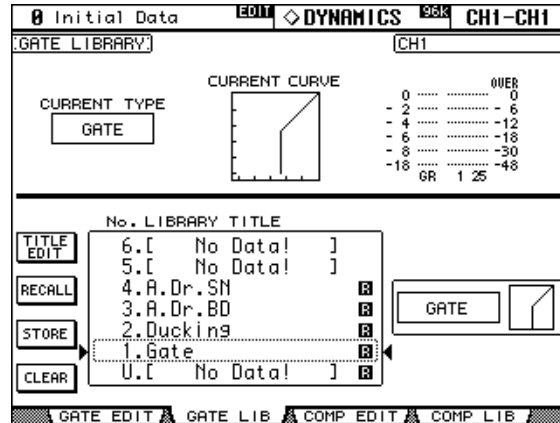 0 Initial Data EDIT ◇DYNAMICS 96K CH1-CH1
GATE LIBRARY
CH1
CURRENT TYPE
GATE
CURRENT CURVE
OVER
0 0
- 2 - 6
- 4 -12
- 6 -18
- 8 -30
-18 -48
GR 1 25
No. LIBRARY TITLE
TITLE EDIT
RECALL
STORE
CLEAR
6.[ No Data! ]
5.[ No Data! ]
4.A.Dr.SN R
3.A.Dr.BD R
2.Ducking R
1.Gate R
U.[ No Data! ] R
GATE
GATE EDIT GATE LIB COMP EDIT COMP LIB